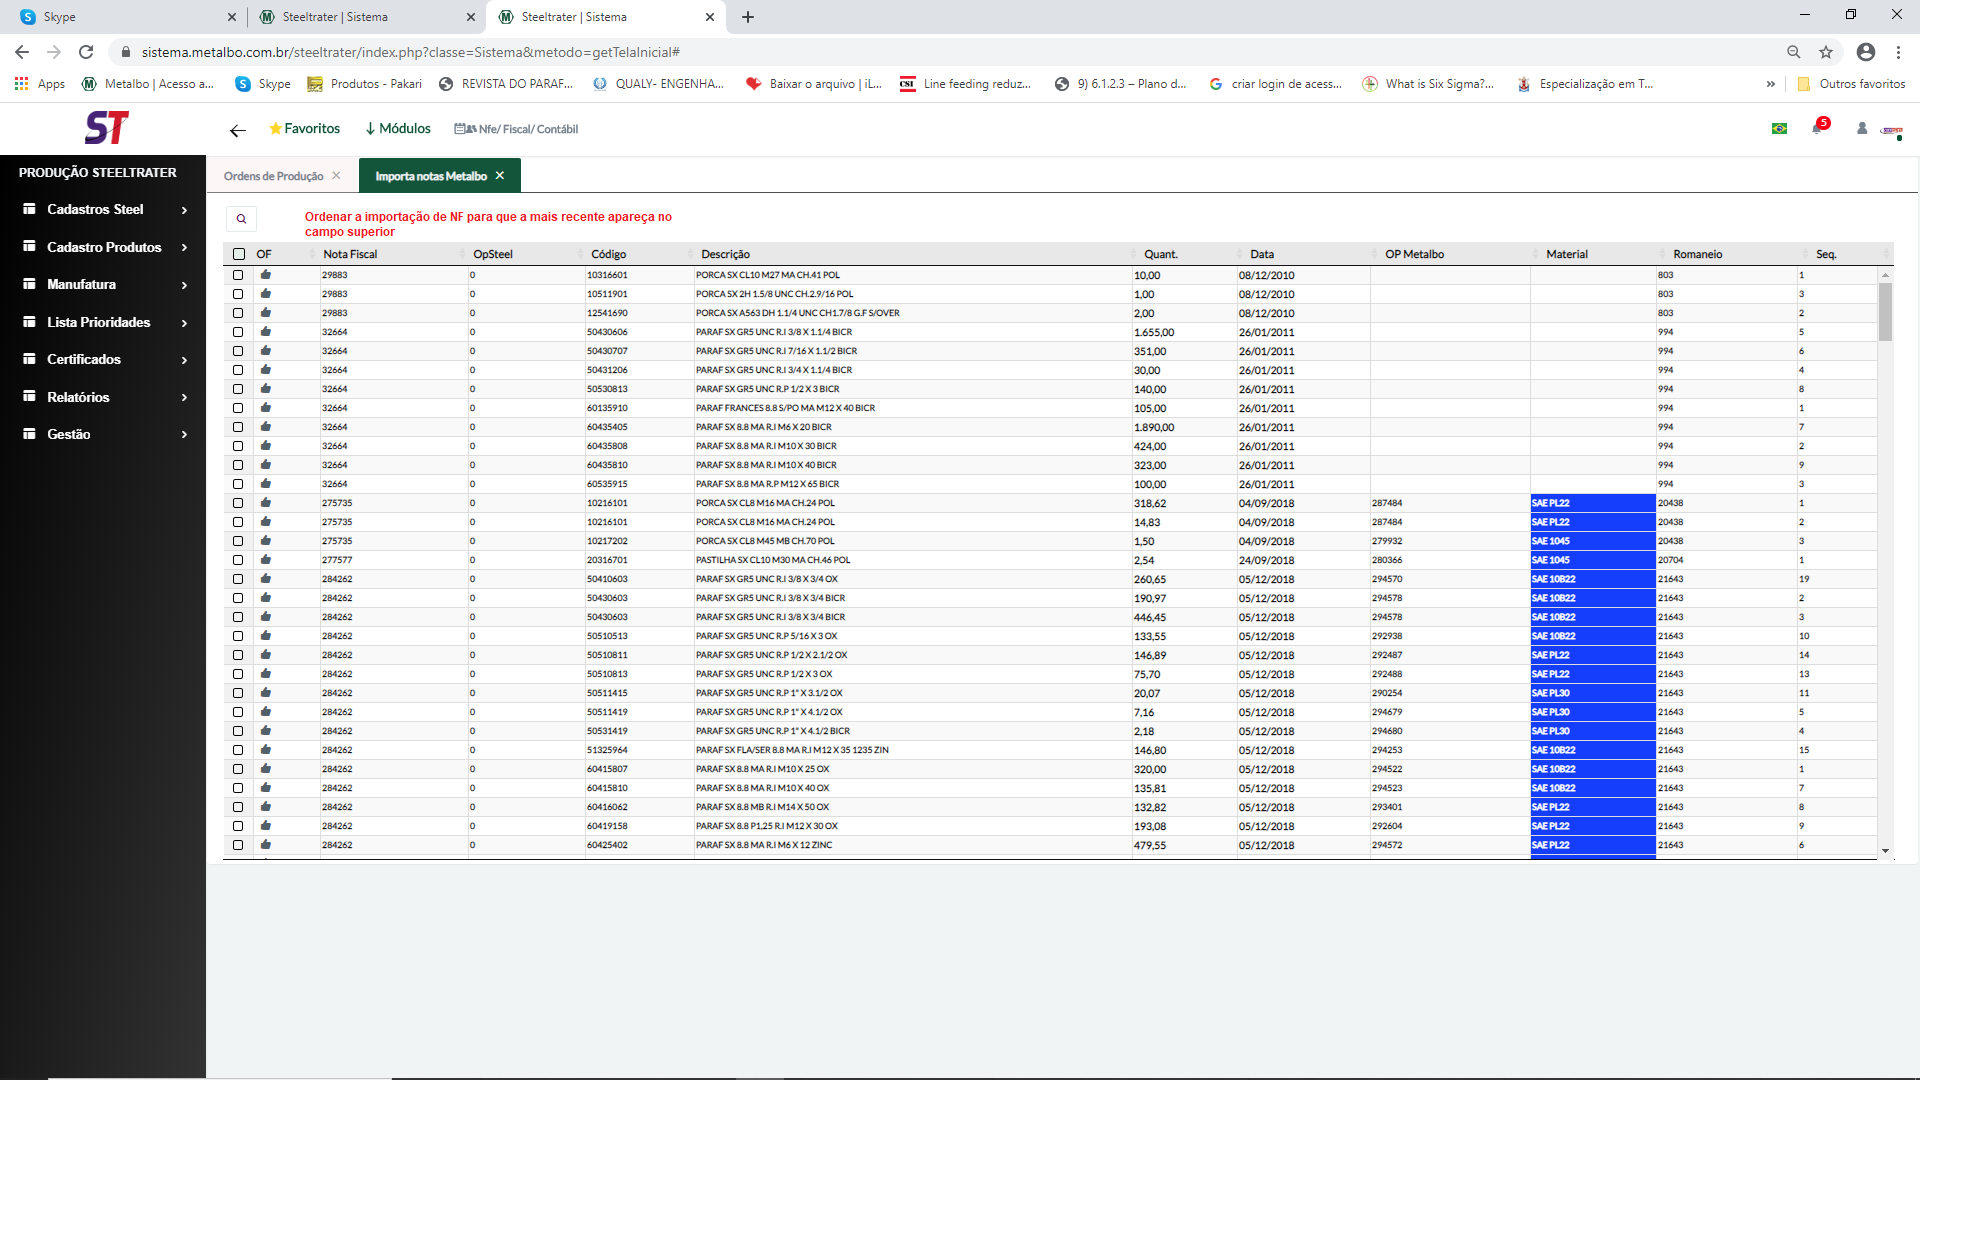 Skype
Steeltrater | Sistema
Steeltrater | Sistema
sistema.metalbo.com.br/steeltrater/index.php?classe=Sistema&metodo=getTelaInicial#
Apps
Metalbo | Acesso a...
Skype
Produtos - Pakari
REVISTA DO PARAF...
QUALY- ENGENHA...
Baixar o arquivo | iL...
CSI
Line feeding reduz...
9) 6.1.2.3 – Plano d...
criar login de acess...
What is Six Sigma?...
Especialização em T...
»
Outros favoritos
ST
Favoritos
Módulos
Nfe/ Fiscal/ Contábil
5
PRODUÇÃO STEELTRATER
Cadastros Steel
Cadastro Produtos
Manufatura
Lista Prioridades
Certificados
Relatórios
Gestão
Ordens de Produção ×
Importa notas Metalbo ×
Ordenar a importação de NF para que a mais recente apareça no
campo superior
OF Nota Fiscal OpSteel Código Descrição Quant. Data OP Metalbo Material Romaneio Seq.
29883 0 10316601 PORCA SX CL10 M27 MA CH.41 POL 10,00 08/12/2010 803 1
29883 0 10511901 PORCA SX 2H 1.5/8 UNC CH.2.9/16 POL 1,00 08/12/2010 803 3
29883 0 12541690 PORCA SX A563 DH 1.1/4 UNC CH1.7/8 G.F S/OVER 2,00 08/12/2010 803 2
32664 0 50430606 PARAF SX GR5 UNC R.I 3/8 X 1.1/4 BICR 1.655,00 26/01/2011 994 5
32664 0 50430707 PARAF SX GR5 UNC R.I 7/16 X 1.1/2 BICR 351,00 26/01/2011 994 6
32664 0 50431206 PARAF SX GR5 UNC R.I 3/4 X 1.1/4 BICR 30,00 26/01/2011 994 4
32664 0 50530813 PARAF SX GR5 UNC R.P 1/2 X 3 BICR 140,00 26/01/2011 994 8
32664 0 60135910 PARAF FRANCES 8.8 S/PO MA M12 X 40 BICR 105,00 26/01/2011 994 1
32664 0 60435405 PARAF SX 8.8 MA R.I M6 X 20 BICR 1.890,00 26/01/2011 994 7
32664 0 60435808 PARAF SX 8.8 MA R.I M10 X 30 BICR 424,00 26/01/2011 994 2
32664 0 60435810 PARAF SX 8.8 MA R.I M10 X 40 BICR 323,00 26/01/2011 994 9
32664 0 60535915 PARAF SX 8.8 MA R.P M12 X 65 BICR 100,00 26/01/2011 994 3
275735 0 10216101 PORCA SX CL8 M16 MA CH.24 POL 318,62 04/09/2018 287484 SAE PL22 20438 1
275735 0 10216101 PORCA SX CL8 M16 MA CH.24 POL 14,83 04/09/2018 287484 SAE PL22 20438 2
275735 0 10217202 PORCA SX CL8 M45 MB CH.70 POL 1,50 04/09/2018 279932 SAE 1045 20438 3
277577 0 20316701 PASTILHA SX CL10 M30 MA CH.46 POL 2,54 24/09/2018 280366 SAE 1045 20704 1
284262 0 50410603 PARAF SX GR5 UNC R.I 3/8 X 3/4 OX 260,65 05/12/2018 294570 SAE 10B22 21643 19
284262 0 50430603 PARAF SX GR5 UNC R.I 3/8 X 3/4 BICR 190,97 05/12/2018 294578 SAE 10B22 21643 2
284262 0 50430603 PARAF SX GR5 UNC R.I 3/8 X 3/4 BICR 446,45 05/12/2018 294578 SAE 10B22 21643 3
284262 0 50510513 PARAF SX GR5 UNC R.P 5/16 X 3 OX 133,55 05/12/2018 292938 SAE 10B22 21643 10
284262 0 50510811 PARAF SX GR5 UNC R.P 1/2 X 2.1/2 OX 146,89 05/12/2018 292487 SAE PL22 21643 14
284262 0 50510813 PARAF SX GR5 UNC R.P 1/2 X 3 OX 75,70 05/12/2018 292488 SAE PL22 21643 13
284262 0 50511415 PARAF SX GR5 UNC R.P 1" X 3.1/2 OX 20,07 05/12/2018 290254 SAE PL30 21643 11
284262 0 50511419 PARAF SX GR5 UNC R.P 1" X 4.1/2 OX 7,16 05/12/2018 294679 SAE PL30 21643 5
284262 0 50531419 PARAF SX GR5 UNC R.P 1" X 4.1/2 BICR 2,18 05/12/2018 294680 SAE PL30 21643 4
284262 0 51325964 PARAF SX FLA/SER 8.8 MA R.I M12 X 35 1235 ZIN 146,80 05/12/2018 294253 SAE 10B22 21643 15
284262 0 60415807 PARAF SX 8.8 MA R.I M10 X 25 OX 320,00 05/12/2018 294522 SAE 10B22 21643 1
284262 0 60415810 PARAF SX 8.8 MA R.I M10 X 40 OX 135,81 05/12/2018 294523 SAE 10B22 21643 7
284262 0 60416062 PARAF SX 8.8 MB R.I M14 X 50 OX 132,82 05/12/2018 293401 SAE PL22 21643 8
284262 0 60419158 PARAF SX 8.8 P1,25 R.I M12 X 30 OX 193,08 05/12/2018 292604 SAE PL22 21643 9
284262 0 60425402 PARAF SX 8.8 MA R.I M6 X 12 ZINC 479,55 05/12/2018 294572 SAE PL22 21643 6